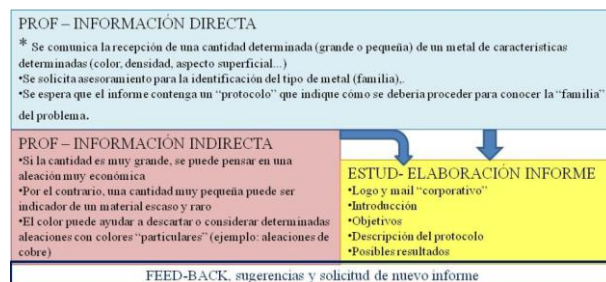 PROF – INFORMACIÓN DIRECTA
* Se comunica la recepción de una cantidad determinada (grande o pequeña) de un metal de características
determinadas (color, densidad, aspecto superficial...)
•Se solicita asesoramiento para la identificación del tipo de metal (familia),.
•Se espera que el informe contenga un “protocolo” que indique cómo se debería proceder para conocer la “familia”
del problema.
PROF – INFORMACIÓN INDIRECTA
•Si la cantidad es muy grande, se puede pensar en una
aleación muy económica
•Por el contrario, una cantidad muy pequeña puede ser
indicador de un material escaso y raro
•El color puede ayudar a descartar o considerar determinadas
aleaciones con colores “particulares” (ejemplo: aleaciones de
cobre)
ESTUD- ELABORACIÓN INFORME
•Logo y mail “corporativo”
•Introducción
•Objetivos
•Descripción del protocolo
•Posibles resultados
FEED-BACK, sugerencias y solicitud de nuevo informe